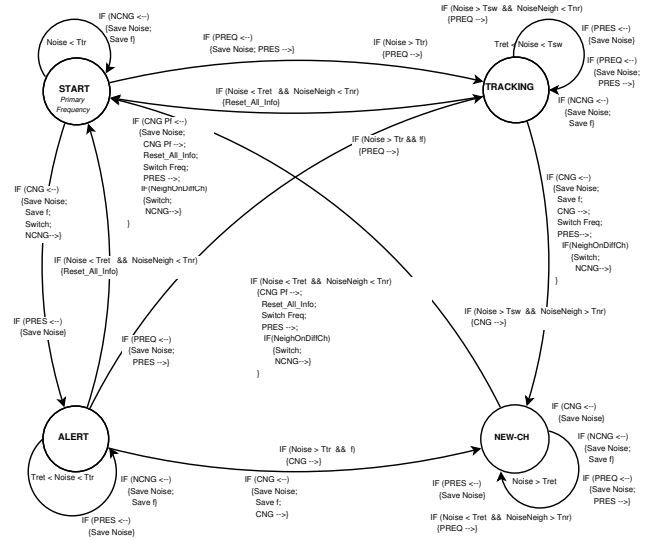 IF (NCNG <--)
{Save Noise;
Save f}
Noise < Ttr
START
Primary
Frequency
IF (PREQ <--)
{Save Noise; PRES -->}
IF (Noise > Ttr)
{PREQ -->}
IF (Noise > Tsw && NoiseNeigh < Tnr)
{PREQ -->}
Tret < Noise < Tsw
IF (PRES <--)
{Save Noise}
IF (PREQ <--)
{Save Noise;
PRES -->}
IF (NCNG <--)
{Save Noise;
Save f}
TRACKING
IF (Noise < Tret && NoiseNeigh < Tnr)
{Reset_All_Info}
IF (CNG Pf <--)
{Save Noise;
CNG Pf -->;
Reset_All_Info;
Switch Freq;
PRES -->;
IF(NeighOnDiffCh)
{Switch;
NCNG-->}
}
IF (Noise > Ttr && !f)
{PREQ -->}
IF (CNG <--)
{Save Noise;
Save f;
Switch;
NCNG-->}
IF (CNG <--)
{Save Noise;
Save f;
CNG -->;
Switch Freq;
PRES-->;
IF(NeighOnDiffCh)
{Switch;
NCNG-->}
}
IF (Noise < Tret && NoiseNeigh < Tnr)
{Reset_All_Info}
IF (Noise < Tret && NoiseNeigh < Tnr)
{CNG Pf -->;
Reset_All_Info;
Switch Freq;
PRES -->;
IF(NeighOnDiffCh)
{Switch;
NCNG-->}
}
IF (PRES <--)
{Save Noise}
IF (PREQ <--)
{Save Noise;
PRES -->}
IF (Noise > Tsw && NoiseNeigh > Tnr)
{CNG -->}
ALERT
Tret < Noise < Ttr
IF (NCNG <--)
{Save Noise;
Save f}
IF (PRES <--)
{Save Noise}
IF (Noise > Ttr && f)
{CNG -->}
IF (CNG <--)
{Save Noise;
Save f;
CNG -->}
NEW-CH
IF (CNG <--)
{Save Noise}
IF (NCNG <--)
{Save Noise;
Save f}
IF (PREQ <--)
{Save Noise;
PRES -->}
Noise > Tret
IF (PRES <--)
{Save Noise}
IF (Noise < Tret && NoiseNeigh > Tnr)
{PREQ -->}